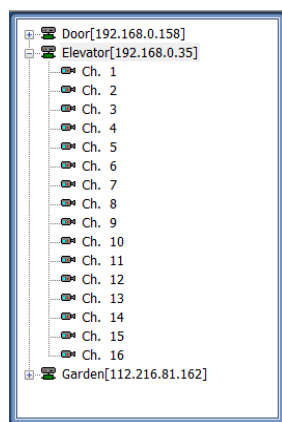 Door[192.168.0.158]
Elevator[192.168.0.35]
Ch. 1
Ch. 2
Ch. 3
Ch. 4
Ch. 5
Ch. 6
Ch. 7
Ch. 8
Ch. 9
Ch. 10
Ch. 11
Ch. 12
Ch. 13
Ch. 14
Ch. 15
Ch. 16
Garden[112.216.81.162]